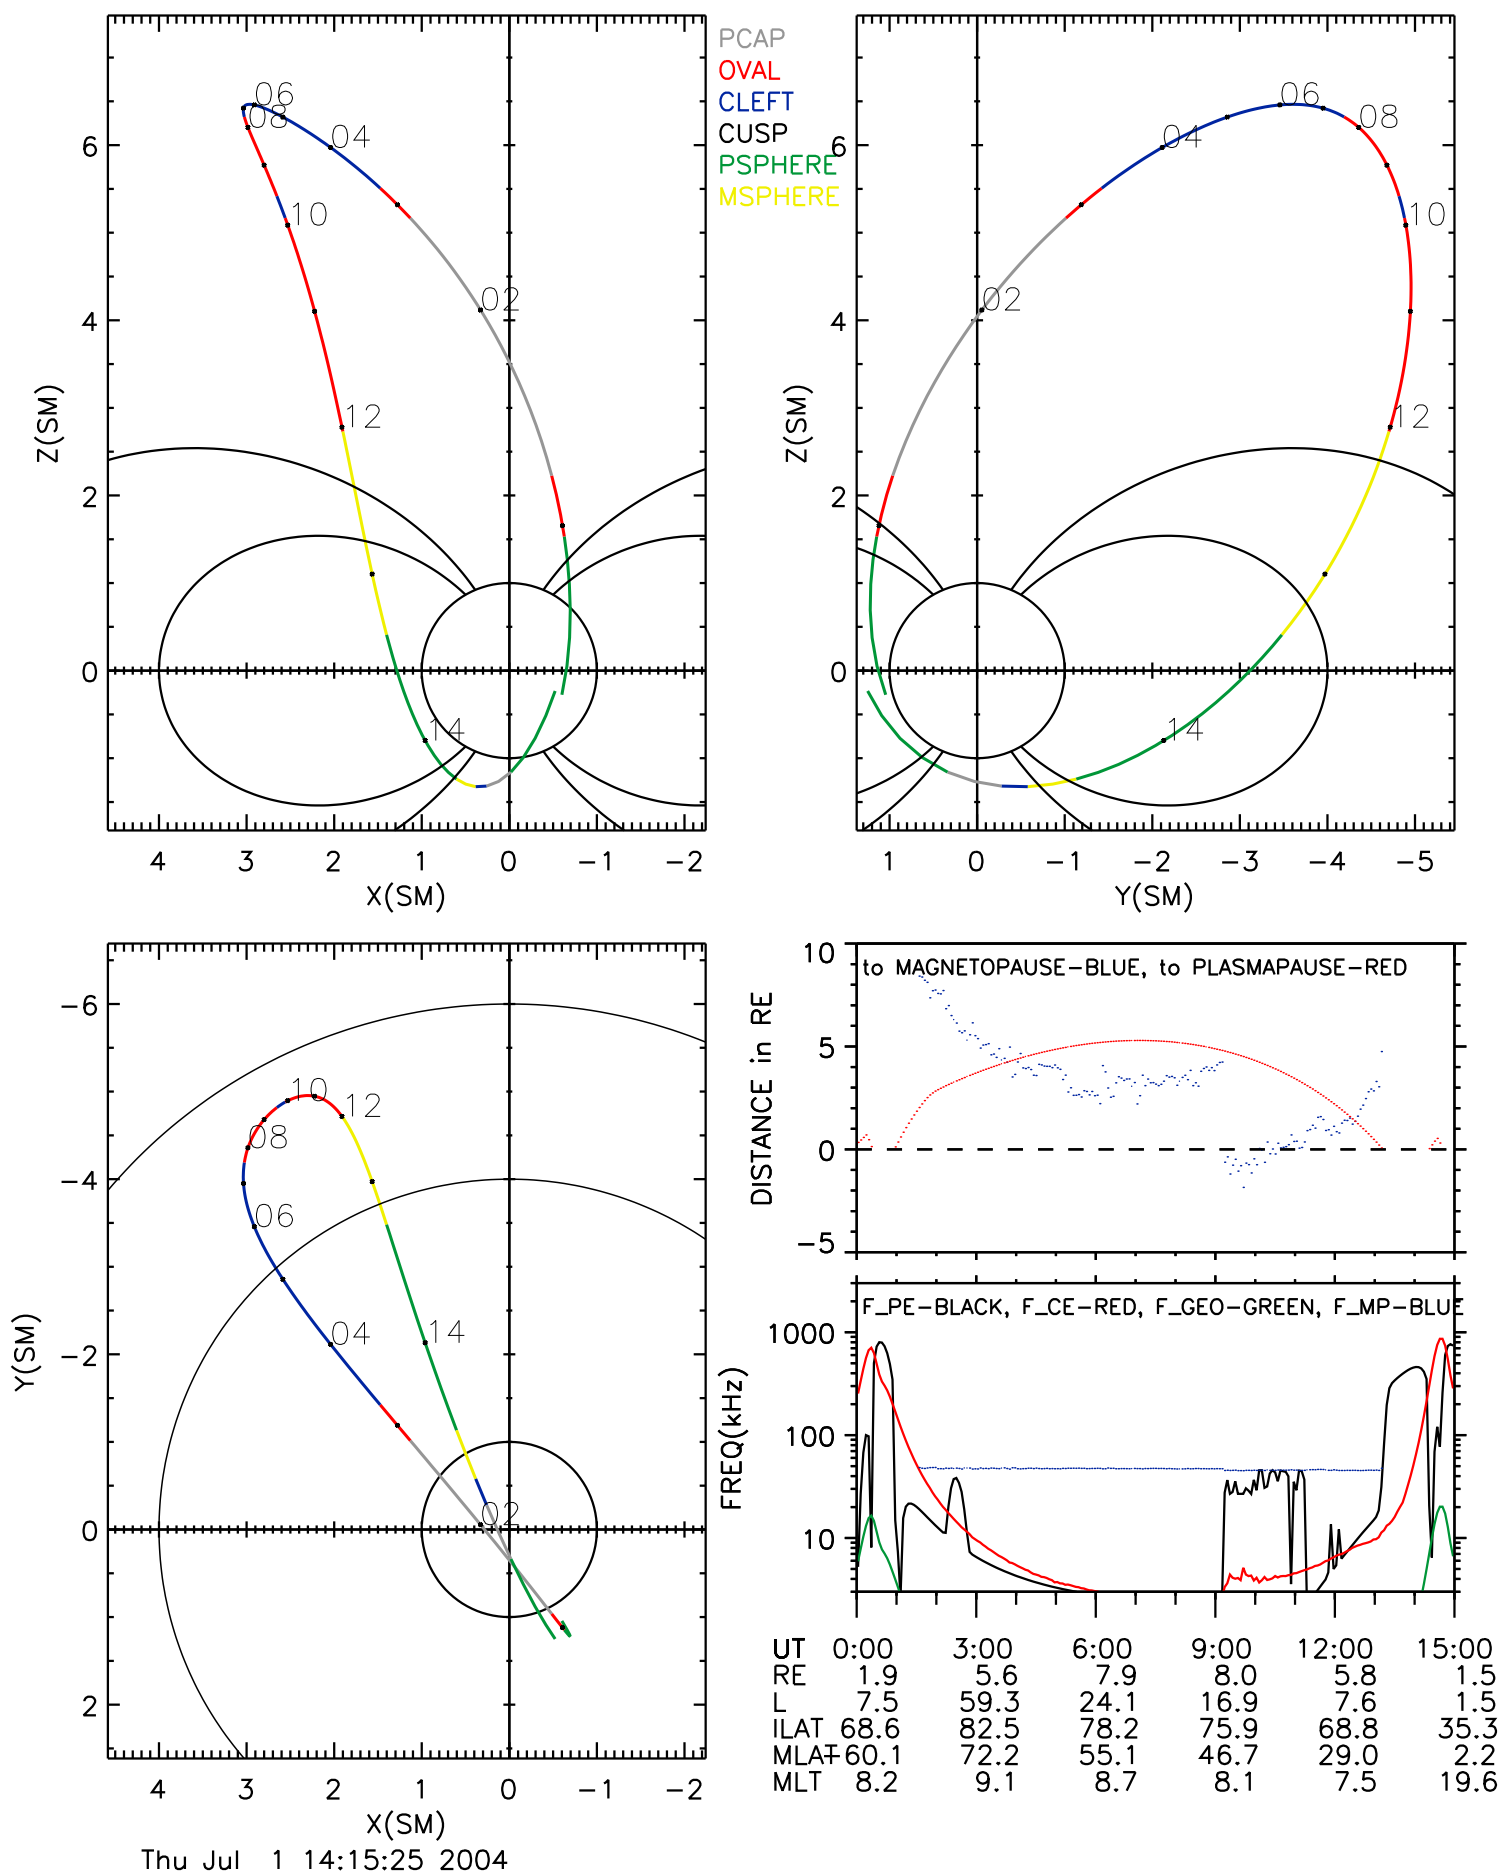 PCAP
OVAL
CLEFT
CUSP
PSPHERE
MSPHERE
06
08
04
10
02
12
14
6
4
2
0
Z(SM)
4 3 2 1 0 −1 −2
X(SM)
06
08
04
10
02
12
14
6
4
2
0
Z(SM)
1 0 −1 −2 −3 −4 −5
Y(SM)
10
12
08
06
04
14
02
−6
−4
−2
0
2
Y(SM)
4 3 2 1 0 −1 −2
X(SM)
to MAGNETOPAUSE−BLUE, to PLASMAPAUSE−RED
10
5
0
−5
DISTANCE in RE
F_PE−BLACK, F_CE−RED, F_GEO−GREEN, F_MP−BLUE
1000
100
10
FREQ(kHz)
UT 0:00 3:00 6:00 9:00 12:00 15:00
RE 1.9 5.6 7.9 8.0 5.8 1.5
L 7.5 59.3 24.1 16.9 7.6 1.5
ILAT 68.6 82.5 78.2 75.9 68.8 35.3
MLAT −60.1 72.2 55.1 46.7 29.0 2.2
MLT 8.2 9.1 8.7 8.1 7.5 19.6
Thu Jul 1 14:15:25 2004